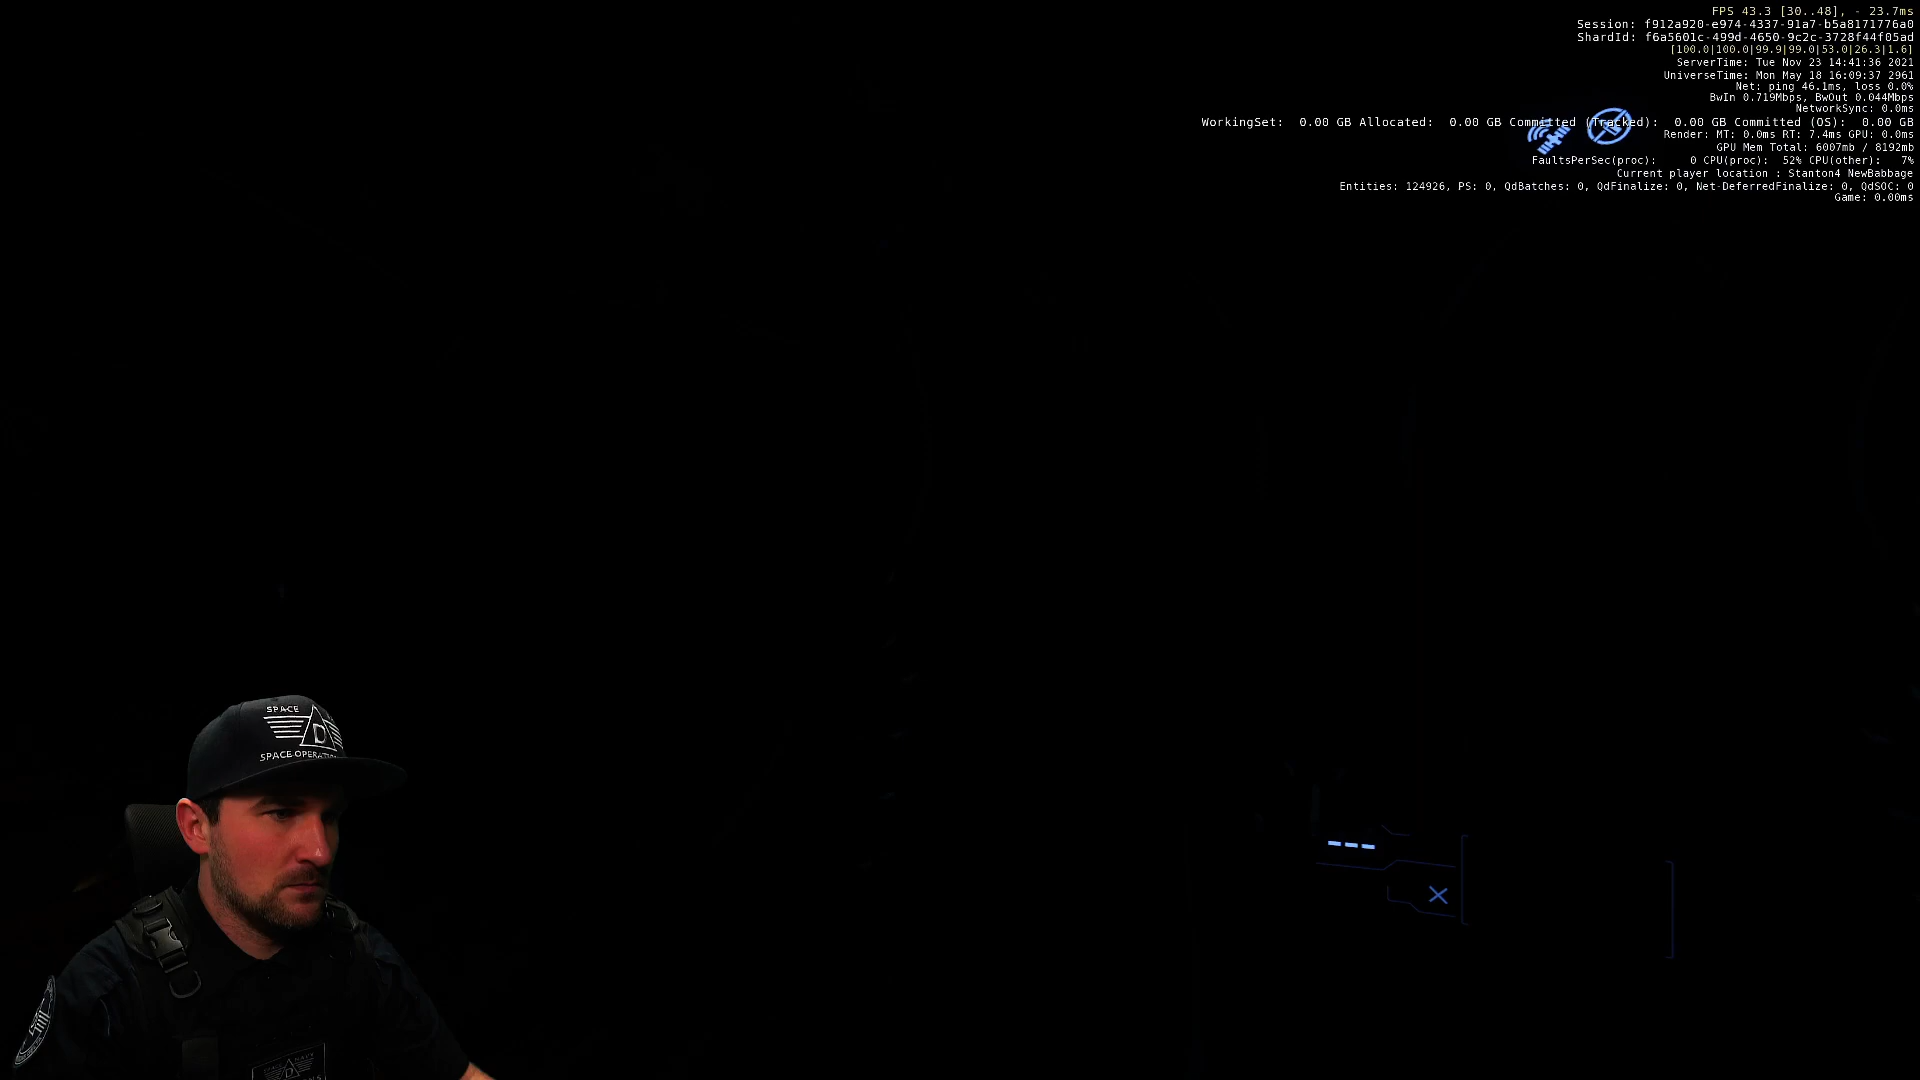 FPS 43.3 [30..48], - 23.7ms
Session: f912a920-e974-4337-91a7-b5a8171776a0
ShardId: f6a5601c-499d-4650-9c2c-3728f44f05ad
[100.0|100.0|99.9|99.0|53.0|26.3|1.6]
ServerTime: Tue Nov 23 14:41:36 2021
UniverseTime: Mon May 18 16:09:37 2961
Net: ping 46.1ms, loss 0.0%
BwIn 0.719Mbps, BwOut 0.044Mbps
NetworkSync: 0.0ms
WorkingSet: 0.00 GB Allocated: 0.00 GB Committed (Tracked): 0.00 GB Committed (OS): 0.00 GB
Render: MT: 0.0ms RT: 7.4ms GPU: 0.0ms
GPU Mem Total: 6007mb / 8192mb
FaultsPerSec(proc): 0 CPU(proc): 52% CPU(other): 7%
Current player location : Stanton4 NewBabbage
Entities: 124926, PS: 0, QdBatches: 0, QdFinalize: 0, Net-DeferredFinalize: 0, QdSOC: 0
Game: 0.00ms
SPACE
D
SPACE